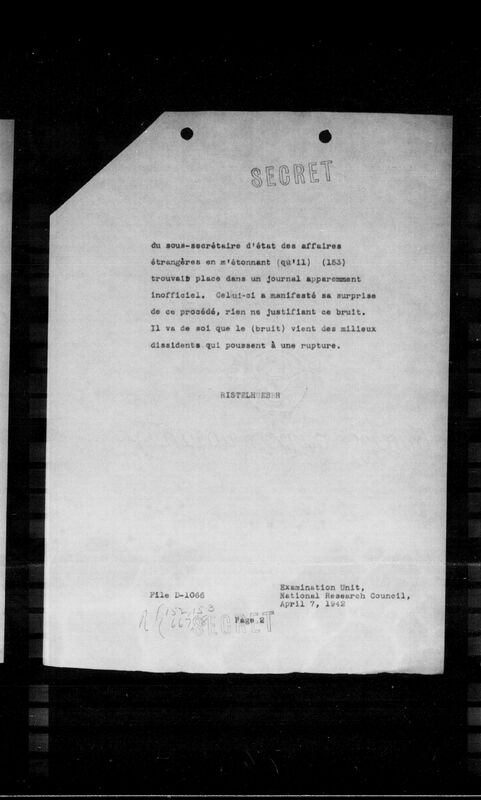 SECRET
du sous-secrétaire d'état des affaires
étrangères en m'étonnant (qu'il) (153)
trouvait place dans un journal apparemment
inofficiel. Celui-ci a manifesté sa surprise
de ce procédé, rien ne justifiant ce bruit.
Il va de soi que le (bruit) vient des milieux
dissidents qui poussent à une rupture.
RISTELHUEBER
File D-1066
Examination Unit,
National Research Council,
April 7, 1942
152, 153
SECRET
Page 2